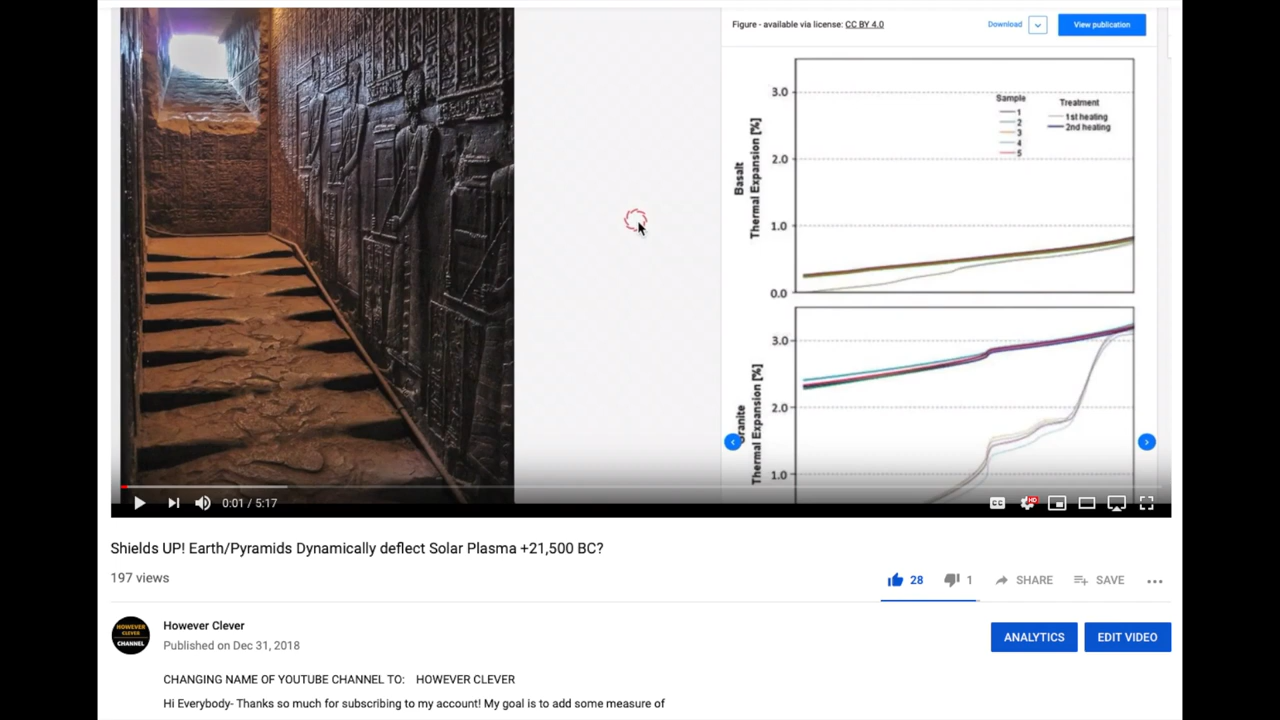 Figure - available via license: CC BY 4.0
Download
View publication
Basalt
Thermal Expansion [%]
3.0
2.0
1.0
0.0
Sample
1
2
3
4
5
Treatment
1st heating
2nd heating
Thermal Expansion [%]
3.0
2.0
1.0
0:01 / 5:17
CC
HD
Shields UP! Earth/Pyramids Dynamically deflect Solar Plasma +21,500 BC?
197 views
28
1
SHARE
SAVE
HOWEVER
CLEVER
CHANNEL
However Clever
Published on Dec 31, 2018
ANALYTICS
EDIT VIDEO
CHANGING NAME OF YOUTUBE CHANNEL TO: HOWEVER CLEVER
Hi Everybody- Thanks so much for subscribing to my account! My goal is to add some measure of